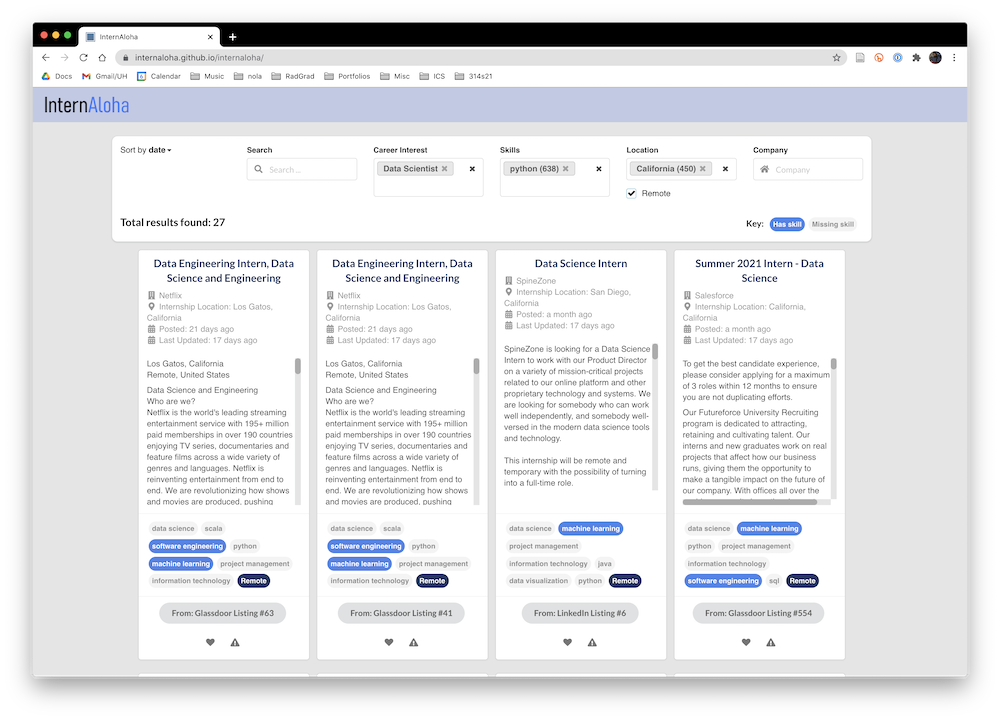 InternAloha
internaloha.github.io/internaloha/
Docs Gmail/UH Calendar Music nola RadGrad Portfolios Misc ICS 314s21
InternAloha
Sort by date
Search
Search ...
Career Interest
Data Scientist
Skills
python (638)
Location
California (450)
Remote
Company
Company
Total results found: 27
Key: Has skill Missing skill
Data Engineering Intern, Data
Science and Engineering
Netflix
Internship Location: Los Gatos,
California
Posted: 21 days ago
Last Updated: 17 days ago
Los Gatos, California
Remote, United States
Data Science and Engineering
Who are we?
Netflix is the world's leading streaming
entertainment service with 195+ million
paid memberships in over 190 countries
enjoying TV series, documentaries and
feature films across a wide variety of
genres and languages. Netflix is
reinventing entertainment from end to
end. We are revolutionizing how shows
and movies are produced, pushing
data science scala
software engineering python
machine learning project management
information technology Remote
From: Glassdoor Listing #63
Data Engineering Intern, Data
Science and Engineering
Netflix
Internship Location: Los Gatos,
California
Posted: 21 days ago
Last Updated: 17 days ago
Los Gatos, California
Remote, United States
Data Science and Engineering
Who are we?
Netflix is the world's leading streaming
entertainment service with 195+ million
paid memberships in over 190 countries
enjoying TV series, documentaries and
feature films across a wide variety of
genres and languages. Netflix is
reinventing entertainment from end to
end. We are revolutionizing how shows
and movies are produced, pushing
data science scala
software engineering python
machine learning project management
information technology Remote
From: Glassdoor Listing #41
Data Science Intern
SpineZone
Internship Location: San Diego,
California
Posted: a month ago
Last Updated: 17 days ago
SpineZone is looking for a Data Science
Intern to work with our Product Director
on a variety of mission-critical projects
related to our online platform and other
proprietary technology and systems. We
are looking for somebody who can work
well independently, and somebody well-
versed in the modern data science tools
and technology.
This internship will be remote and
temporary with the possibility of turning
into a full-time role.
data science machine learning
project management
information technology java
data visualization python Remote
From: LinkedIn Listing #6
Summer 2021 Intern - Data
Science
Salesforce
Internship Location: California,
California
Posted: a month ago
Last Updated: 17 days ago
To get the best candidate experience,
please consider applying for a maximum
of 3 roles within 12 months to ensure
you are not duplicating efforts.
Our Futureforce University Recruiting
program is dedicated to attracting,
retaining and cultivating talent. Our
interns and new graduates work on real
projects that affect how our business
runs, giving them the opportunity to
make a tangible impact on the future of
our company. With offices all over the
data science machine learning
python project management
information technology
software engineering sql Remote
From: Glassdoor Listing #554